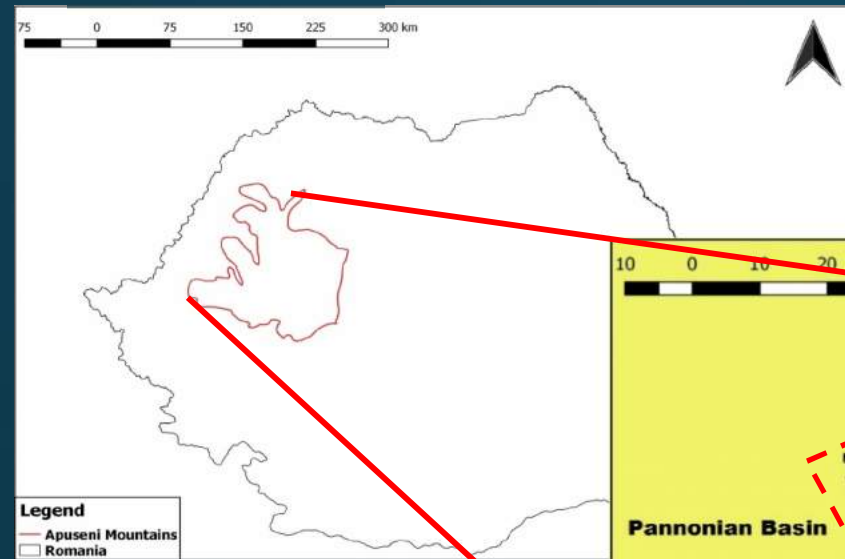 75 0 75 150 225 300 km
10 0 10 20
Legend
Apuseni Mountains
Romania
Pannonian Basin